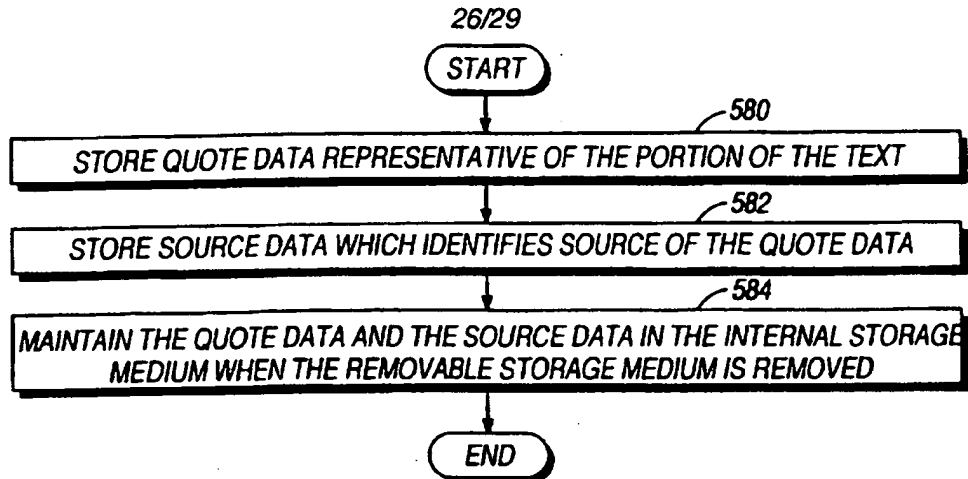 26/29
START
580
STORE QUOTE DATA REPRESENTATIVE OF THE PORTION OF THE TEXT
582
STORE SOURCE DATA WHICH IDENTIFIES SOURCE OF THE QUOTE DATA
584
MAINTAIN THE QUOTE DATA AND THE SOURCE DATA IN THE INTERNAL STORAGE
MEDIUM WHEN THE REMOVABLE STORAGE MEDIUM IS REMOVED
END